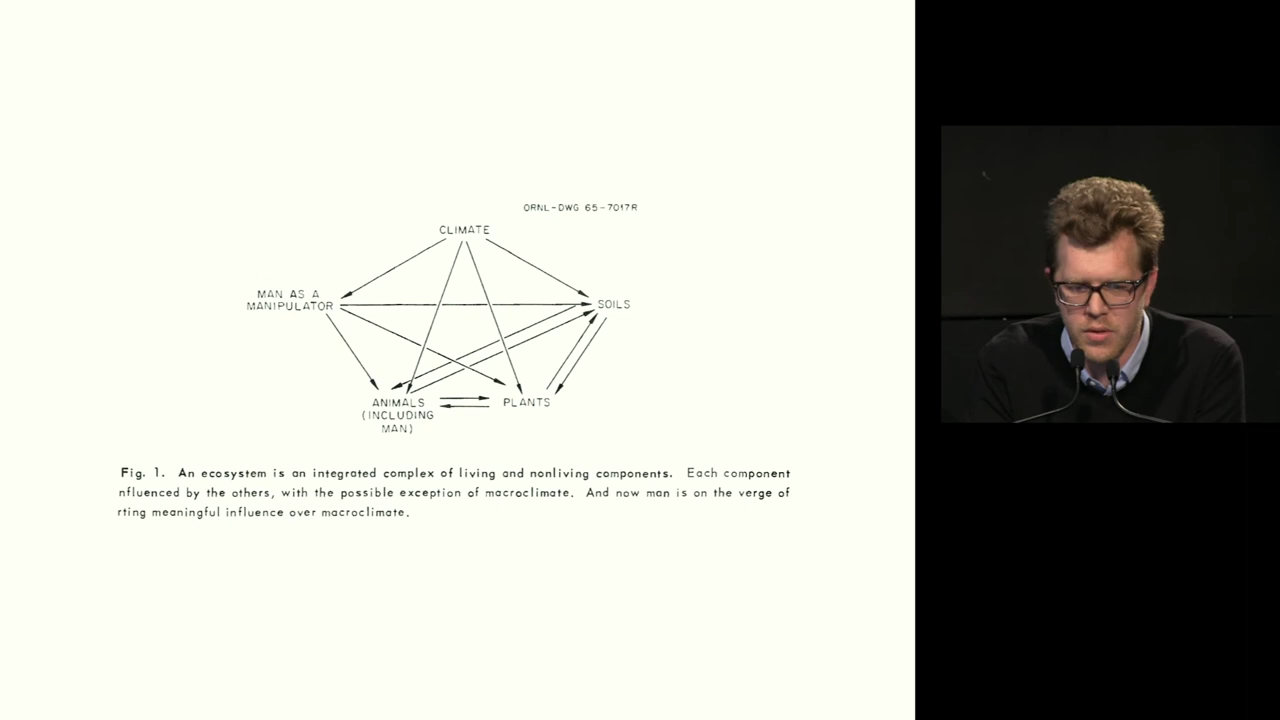 ORNL-DWG 65-7017R
CLIMATE
MAN AS A
MANIPULATOR
SOILS
ANIMALS
(INCLUDING
MAN)
PLANTS
Fig. 1. An ecosystem is an integrated complex of living and nonliving components. Each component
nfluenced by the others, with the possible exception of macroclimate. And now man is on the verge of
rting meaningful influence over macroclimate.